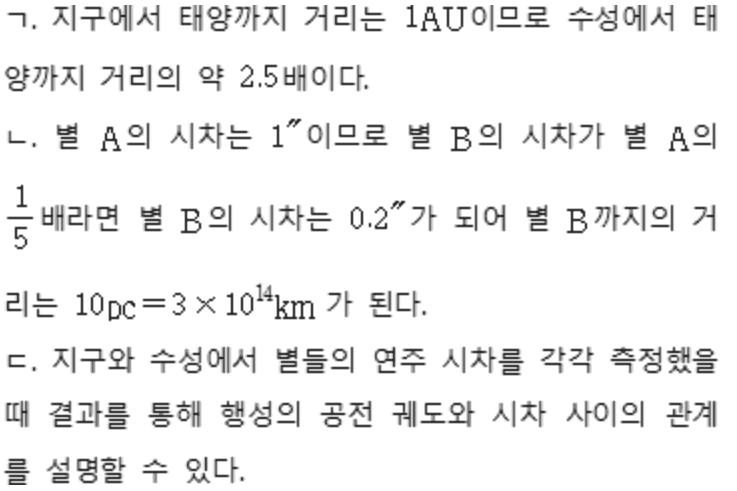 ㄱ. 지구에서 태양까지 거리는 1AU이므로 수성에서 태
양까지 거리의 약 2.5배이다.
ㄴ. 별 A의 시차는 1″이므로 별 B의 시차가 별 A의
1/5 배라면 별 B의 시차는 0.2″가 되어 별 B까지의 거
리는 10pc=3×10¹⁴km 가 된다.
ㄷ. 지구와 수성에서 별들의 연주 시차를 각각 측정했을
때 결과를 통해 행성의 공전 궤도와 시차 사이의 관계
를 설명할 수 있다.